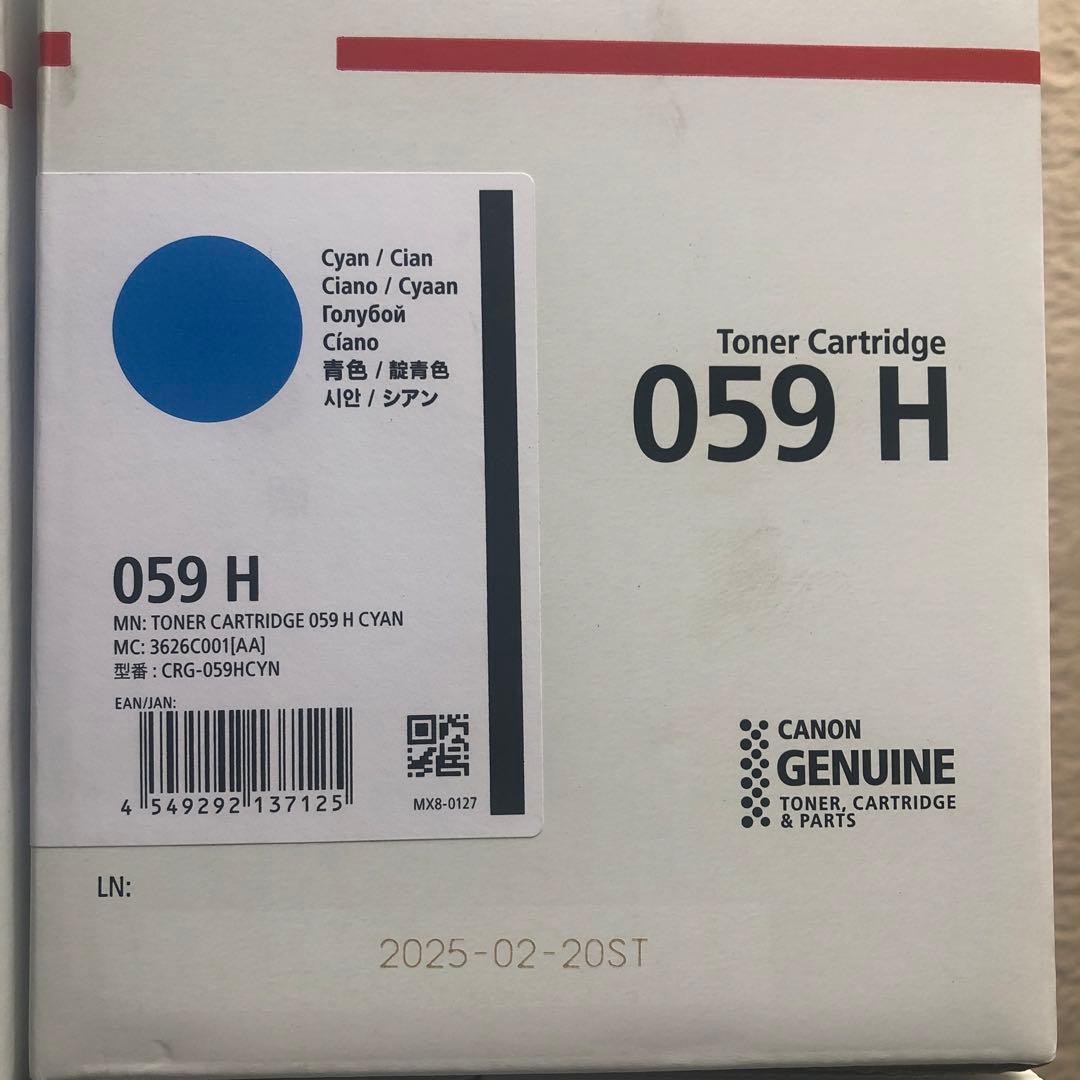 Cyan / Cian
Ciano / Cyaan
Голубой
Cíano
青色 / 靛青色
시안 / シアン
Toner Cartridge
059 H
059 H
MN: TONER CARTRIDGE 059 H CYAN
MC: 3626C001[AA]
型番 : CRG-059HCYN
EAN/JAN:
4 549292 137125
MX8-0127
CANON
GENUINE
TONER, CARTRIDGE
& PARTS
LN:
2025-02-20ST